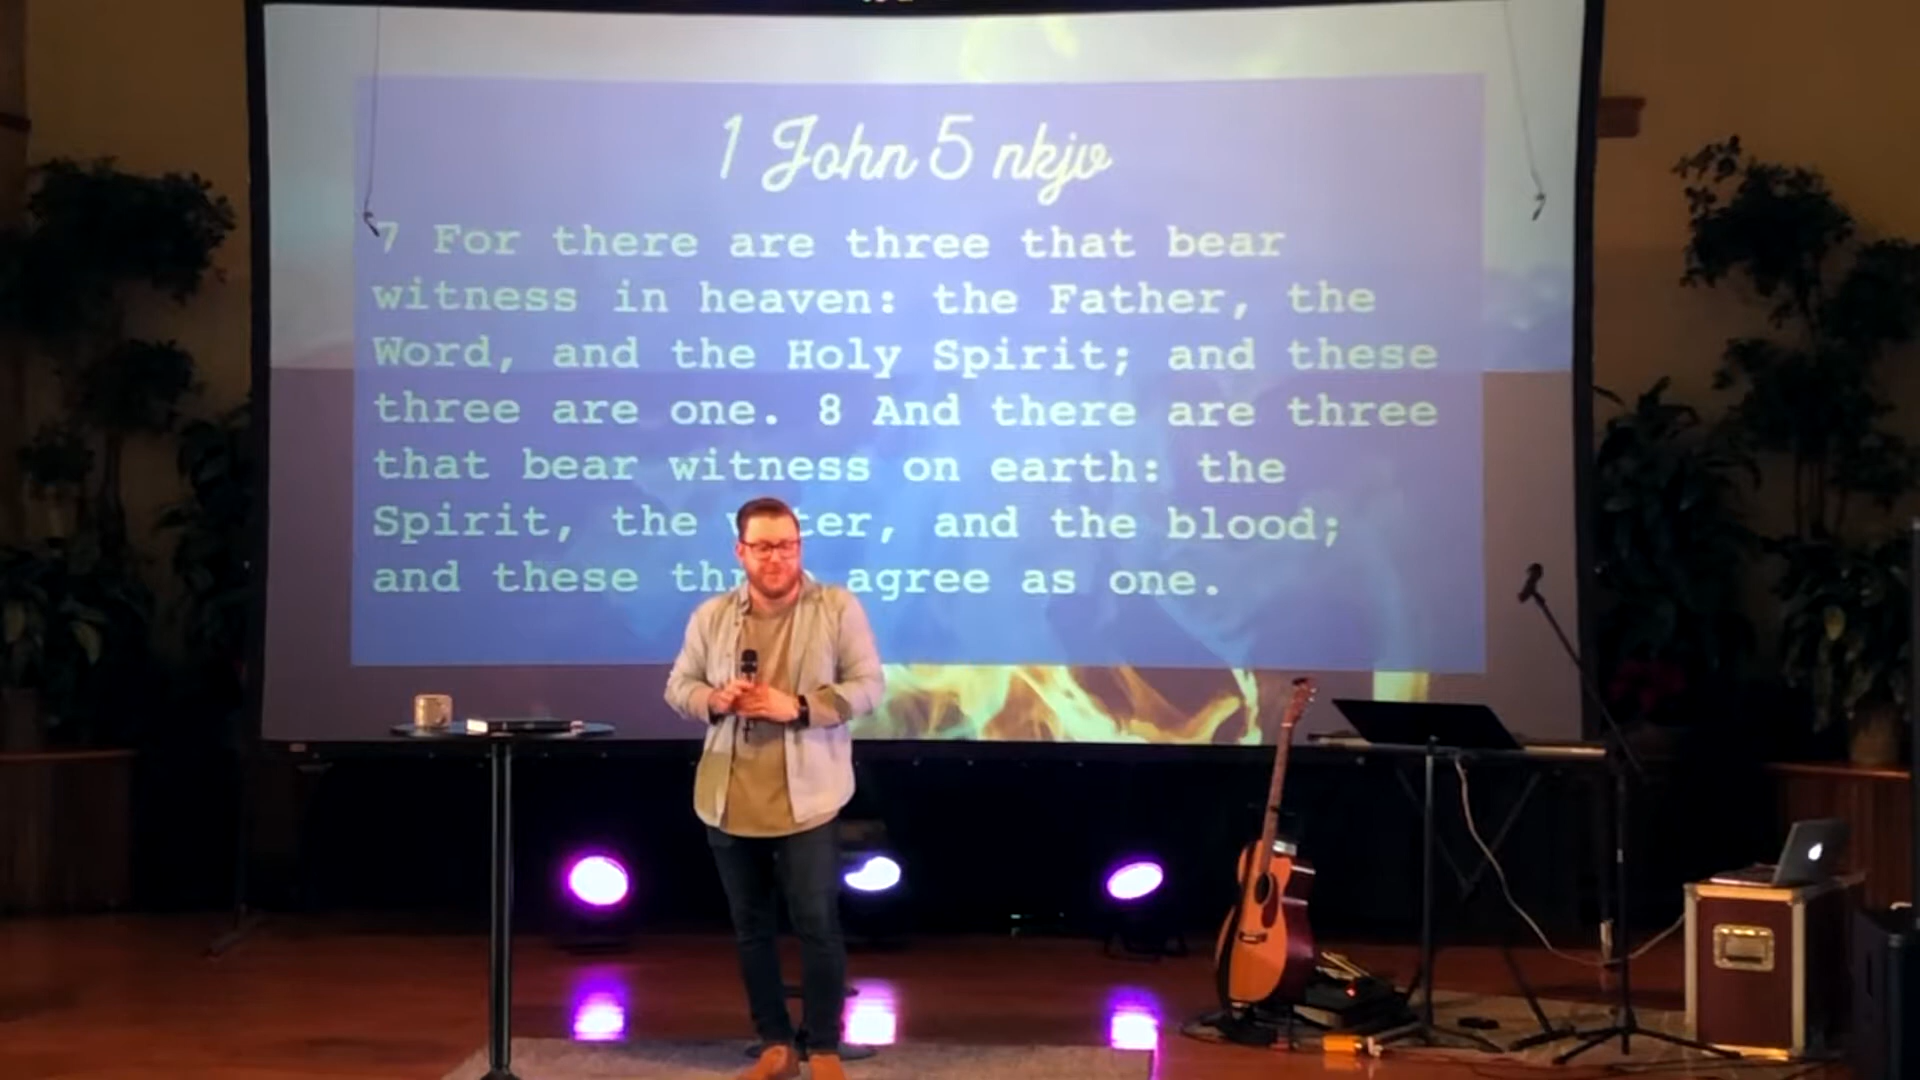 1 John 5 nkjv
7 For there are three that bear
witness in heaven: the Father, the
Word, and the Holy Spirit; and these
three are one. 8 And there are three
that bear witness on earth: the
Spirit, the ter, and the blood;
and these thr agree as one.